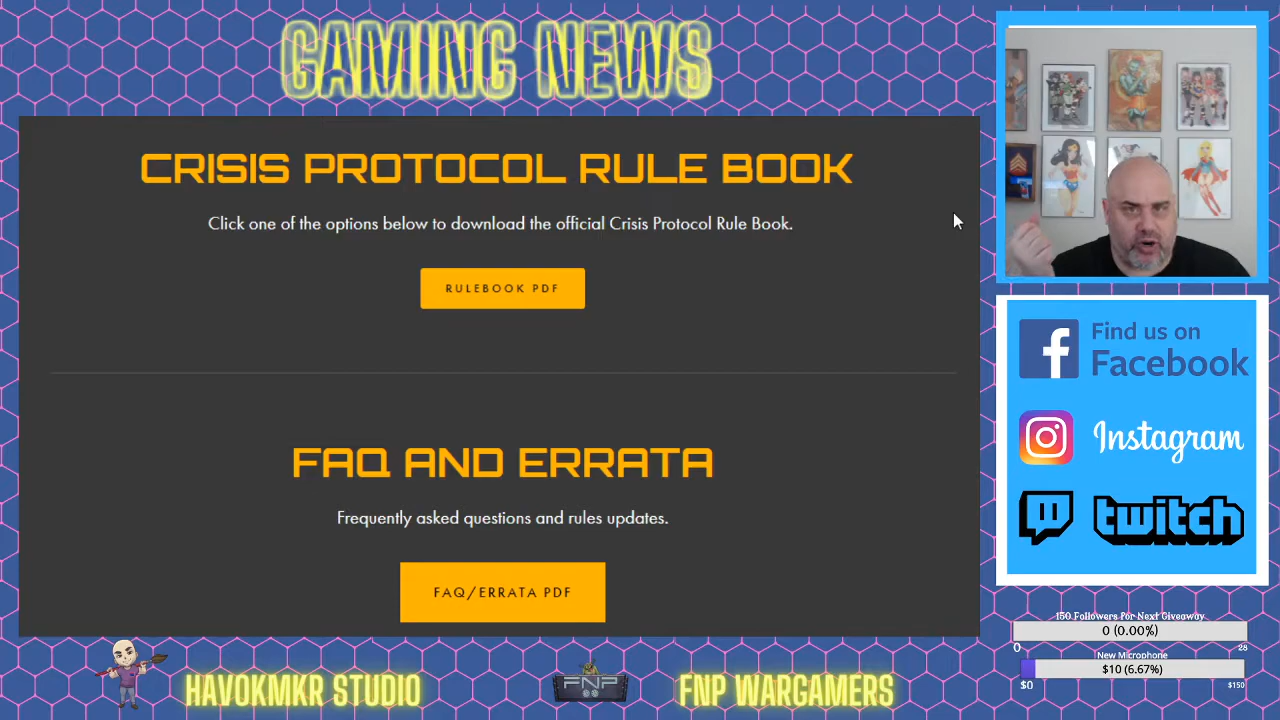 GAMING NEWS
CRISIS PROTOCOL RULE BOOK
Click one of the options below to download the official Crisis Protocol Rule Book.
RULEBOOK PDF
FAQ AND ERRATA
Frequently asked questions and rules updates.
FAQ/ERRATA PDF
Find us on
Facebook
Instagram
twitch
150 Followers For Next Giveaway
0 (0.00%)
0
28
New Microphone
$10 (6.67%)
$0
$150
HAVOKMKR STUDIO
FNP
FNP WARGAMERS